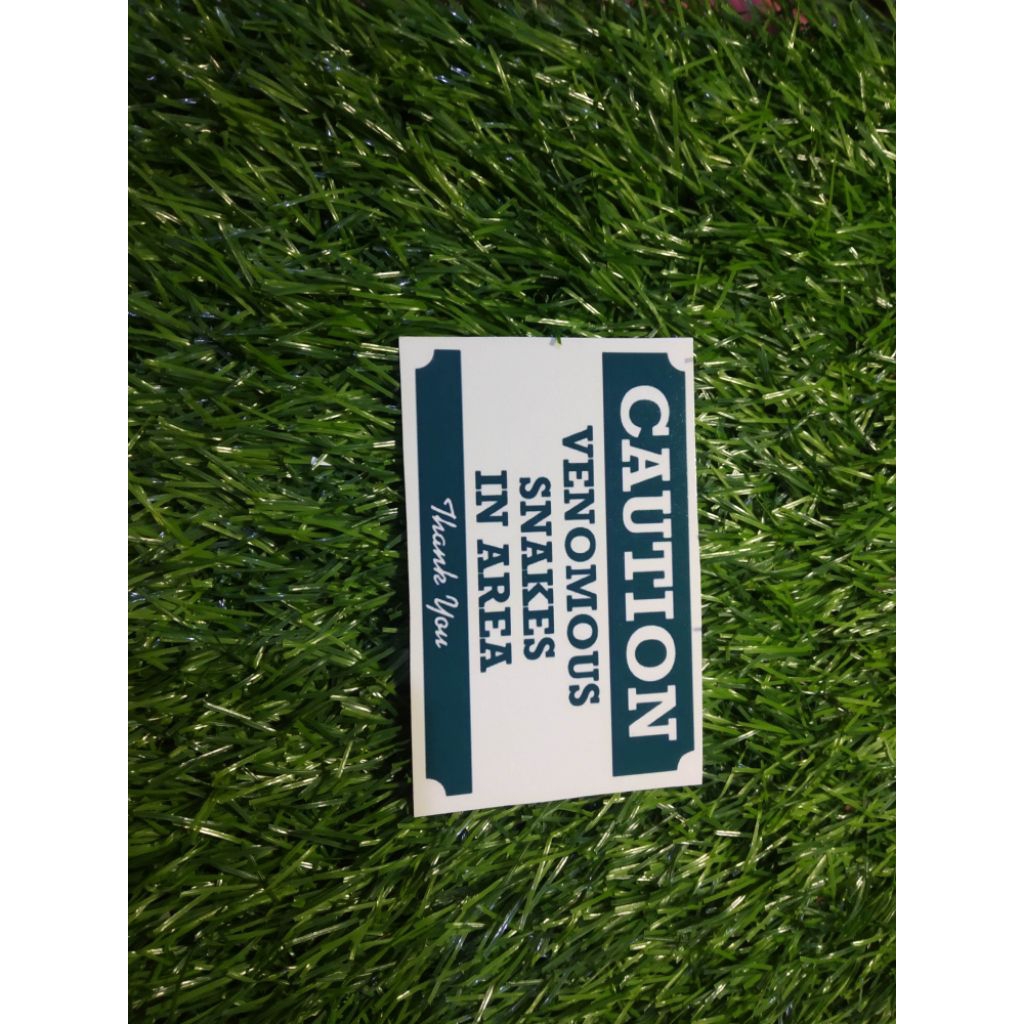 CAUTION
VENOMOUS
SNAKES
IN AREA
Thank You